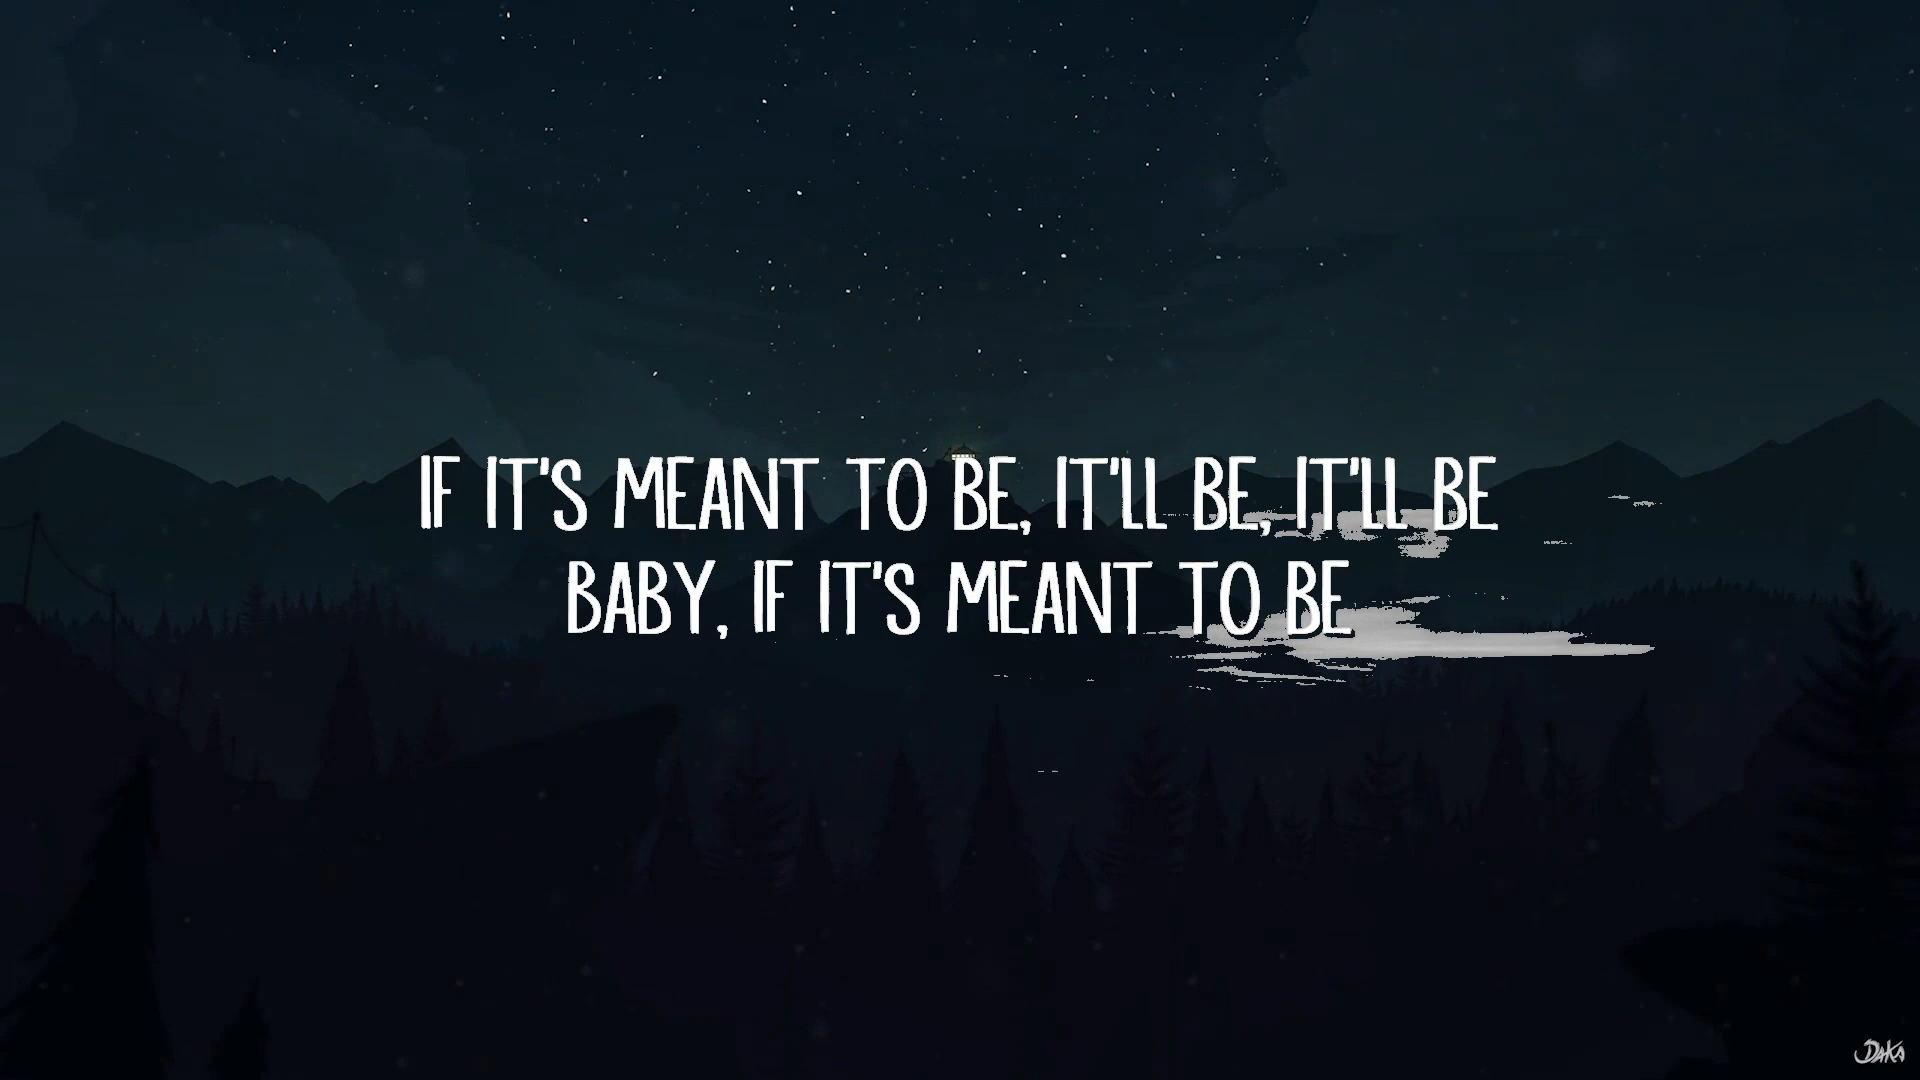 IF IT'S MEANT TO BE, IT'LL BE, IT'LL BE
BABY, IF IT'S MEANT TO BE
DAKA